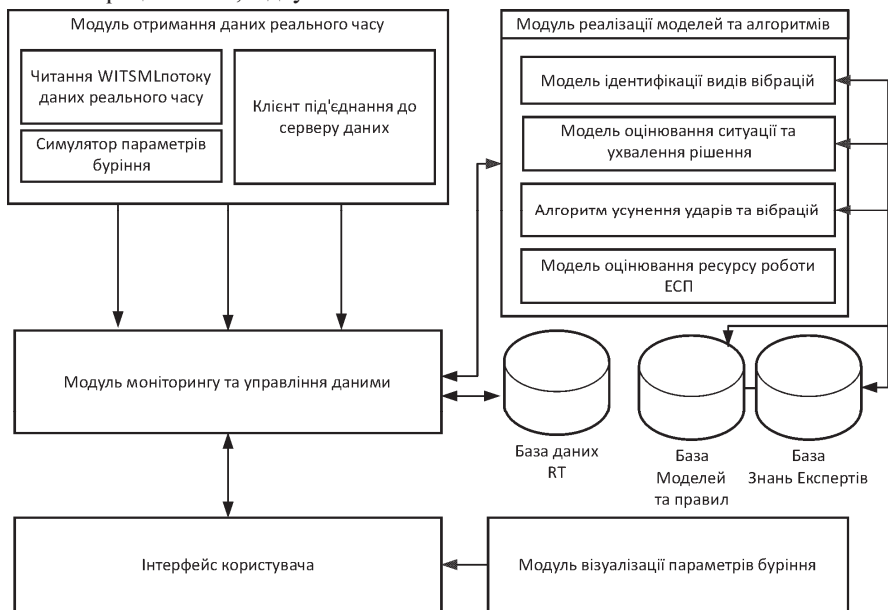 Модуль отримання даних реального часу
Читання WITSMLпотоку
даних реального часу
Симулятор параметрів
буріння
Клієнт під'єднання до
серверу даних
Модуль реалізації моделей та алгоритмів
Модель ідентифікації видів вібрацій
Модель оцінювання ситуації та
ухвалення рішення
Алгоритм усунення ударів та вібрацій
Модель оцінювання ресурсу роботи
ЕСП
Модуль моніторингу та управління даними
База даних
RT
База
Моделей
та правил
База
Знань Експертів
Інтерфейс користувача
Модуль візуалізації параметрів буріння